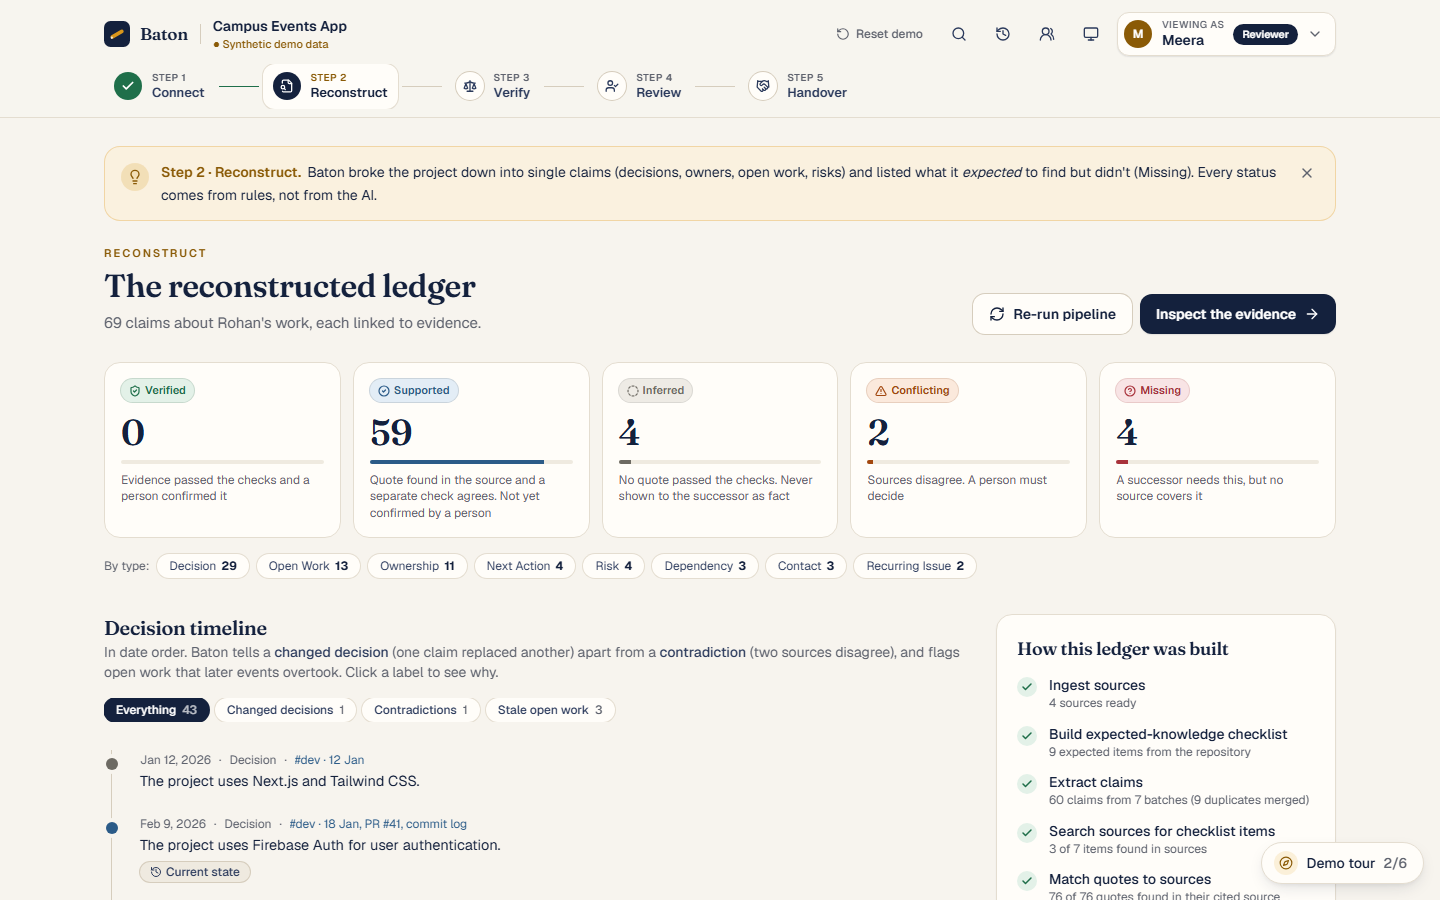 Baton
Campus Events App
Synthetic demo data
Reset demo
M
VIEWING AS
Meera
Reviewer
STEP 1
Connect
STEP 2
Reconstruct
STEP 3
Verify
STEP 4
Review
STEP 5
Handover
Step 2 · Reconstruct. Baton broke the project down into single claims (decisions, owners, open work, risks) and listed what it expected to find but didn't (Missing). Every status
comes from rules, not from the AI.
RECONSTRUCT
The reconstructed ledger
69 claims about Rohan's work, each linked to evidence.
Re-run pipeline
Inspect the evidence
Verified
0
Evidence passed the checks and a
person confirmed it
Supported
59
Quote found in the source and a
separate check agrees. Not yet
confirmed by a person
Inferred
4
No quote passed the checks. Never
shown to the successor as fact
Conflicting
2
Sources disagree. A person must
decide
Missing
4
A successor needs this, but no
source covers it
By type: Decision 29 Open Work 13 Ownership 11 Next Action 4 Risk 4 Dependency 3 Contact 3 Recurring Issue 2
Decision timeline
In date order. Baton tells a changed decision (one claim replaced another) apart from a contradiction (two sources disagree), and flags
open work that later events overtook. Click a label to see why.
Everything 43 Changed decisions 1 Contradictions 1 Stale open work 3
Jan 12, 2026 · Decision · #dev · 12 Jan
The project uses Next.js and Tailwind CSS.
Feb 9, 2026 · Decision · #dev · 18 Jan, PR #41, commit log
The project uses Firebase Auth for user authentication.
Current state
How this ledger was built
Ingest sources
4 sources ready
Build expected-knowledge checklist
9 expected items from the repository
Extract claims
60 claims from 7 batches (9 duplicates merged)
Search sources for checklist items
3 of 7 items found in sources
Match quotes to sources
76 of 76 quotes found in their cited source
Demo tour 2/6